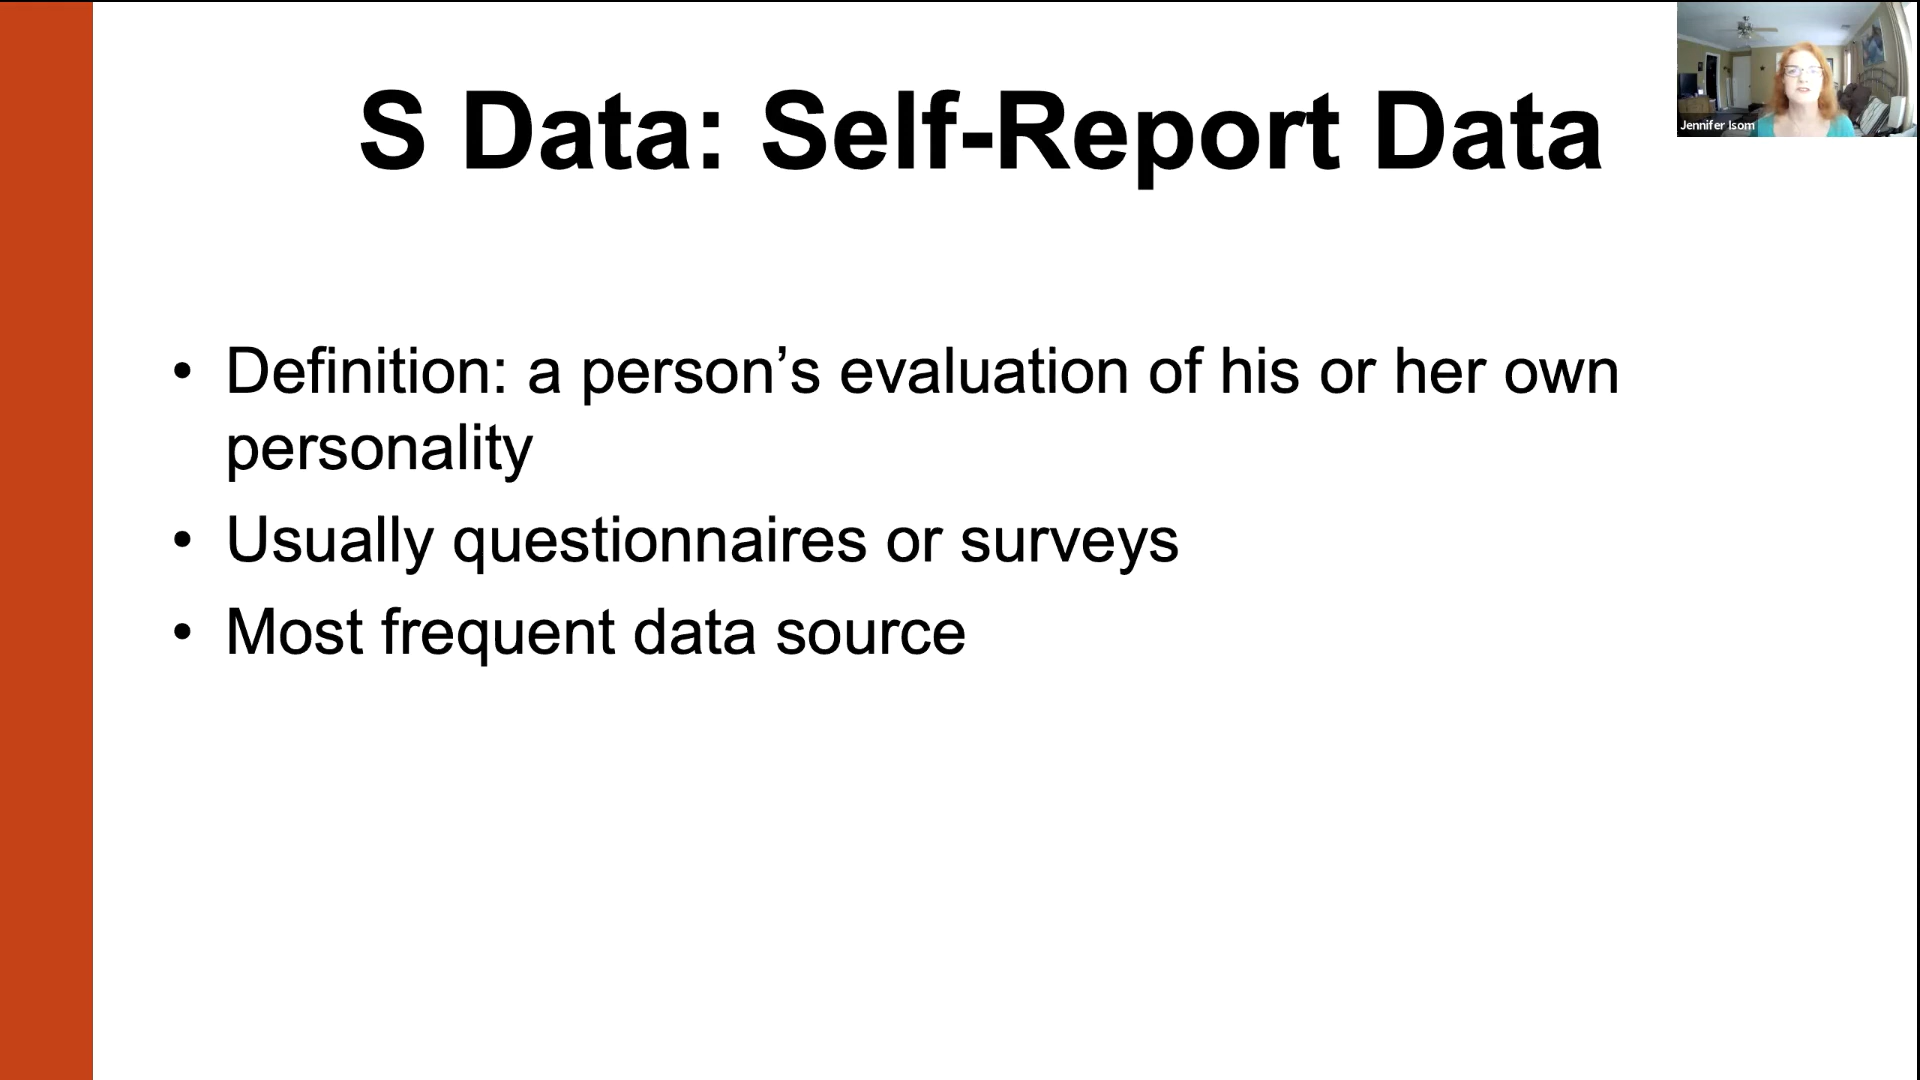 S Data: Self-Report Data
Jennifer Isom
• Definition: a person’s evaluation of his or her own
personality
• Usually questionnaires or surveys
• Most frequent data source